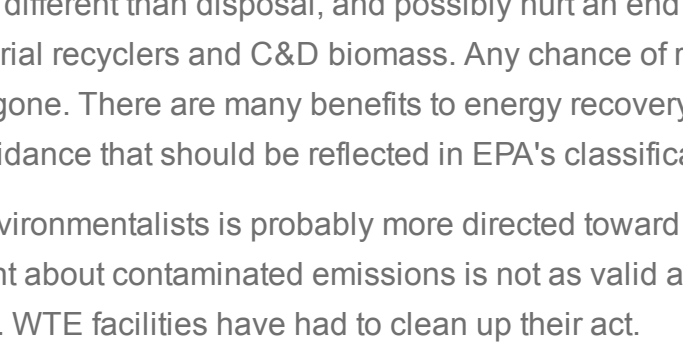 different than disposal, and possibly hurt an end
rial recyclers and C&D biomass. Any chance of
gone. There are many benefits to energy recovery
idance that should be reflected in EPA's classific
vironmentalists is probably more directed toward
nt about contaminated emissions is not as valid a
. WTE facilities have had to clean up their act.